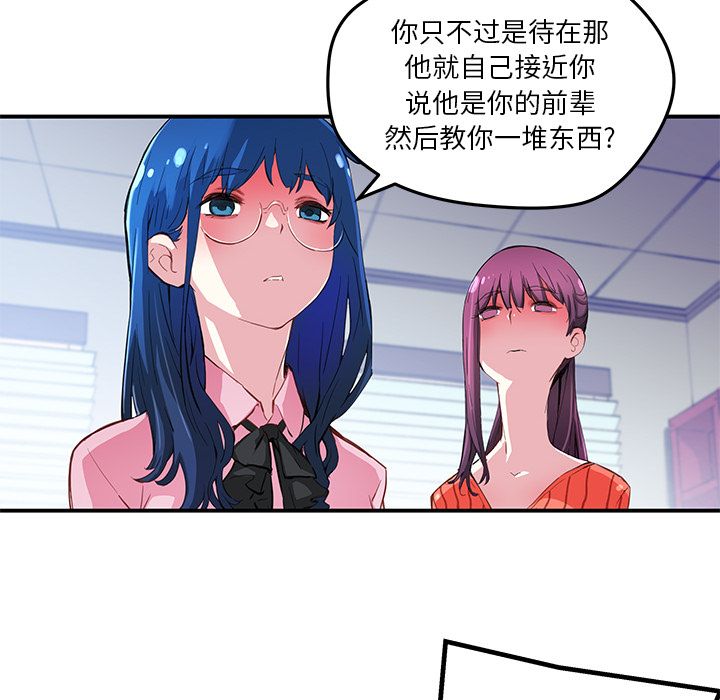 你只不过是待在那
他就自己接近你
说他是你的前辈
然后教你一堆东西?